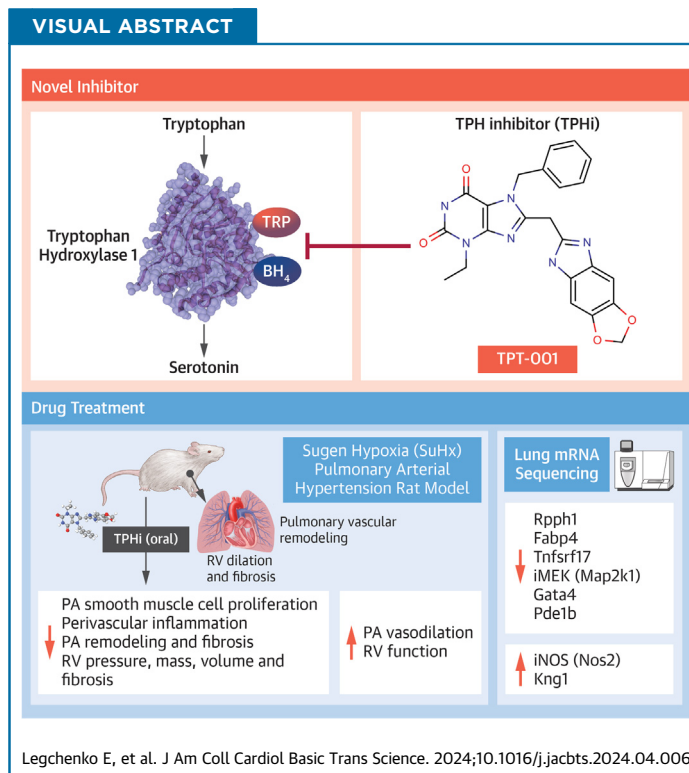 VISUAL ABSTRACT
Novel Inhibitor
Tryptophan
Tryptophan
Hydroxylase 1
TRP
BH4
Serotonin
TPH inhibitor (TPHi)
O
O
N
N
N
N
N
N
O
O
TPT-001
Drug Treatment
TPHi (oral)
Sugen Hypoxia (SuHx)
Pulmonary Arterial
Hypertension Rat Model
Pulmonary vascular
remodeling
RV dilation
and fibrosis
PA smooth muscle cell proliferation
Perivascular inflammation
PA remodeling and fibrosis
RV pressure, mass, volume and
fibrosis
PA vasodilation
RV function
Lung mRNA
Sequencing
Rpph1
Fabp4
Tnfsrf17
iMEK (Map2k1)
Gata4
Pde1b
iNOS (Nos2)
Kng1
Legchenko E, et al. J Am Coll Cardiol Basic Trans Science. 2024;10.1016/j.jacbts.2024.04.006